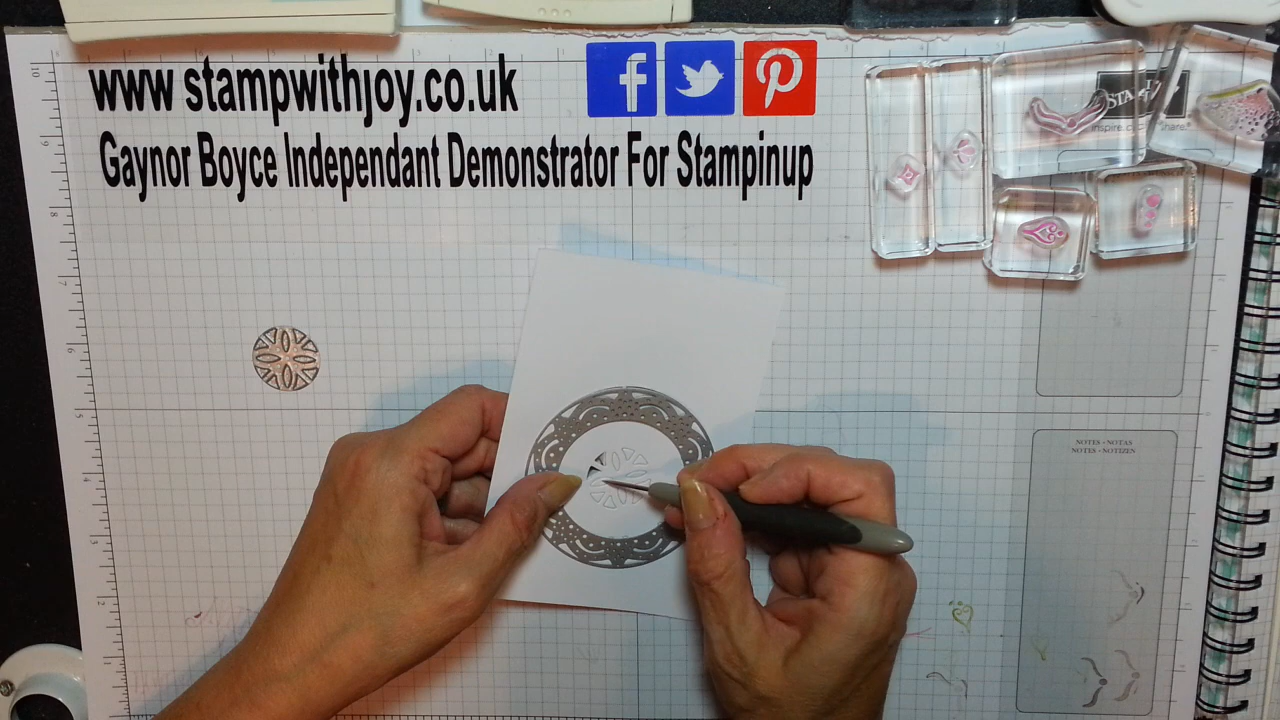 www stampwithjoy.co.uk
Gaynor Boyce Independant Demonstrator For Stampinup
NOTES • NOTAS
NOTES • NOTIZEN